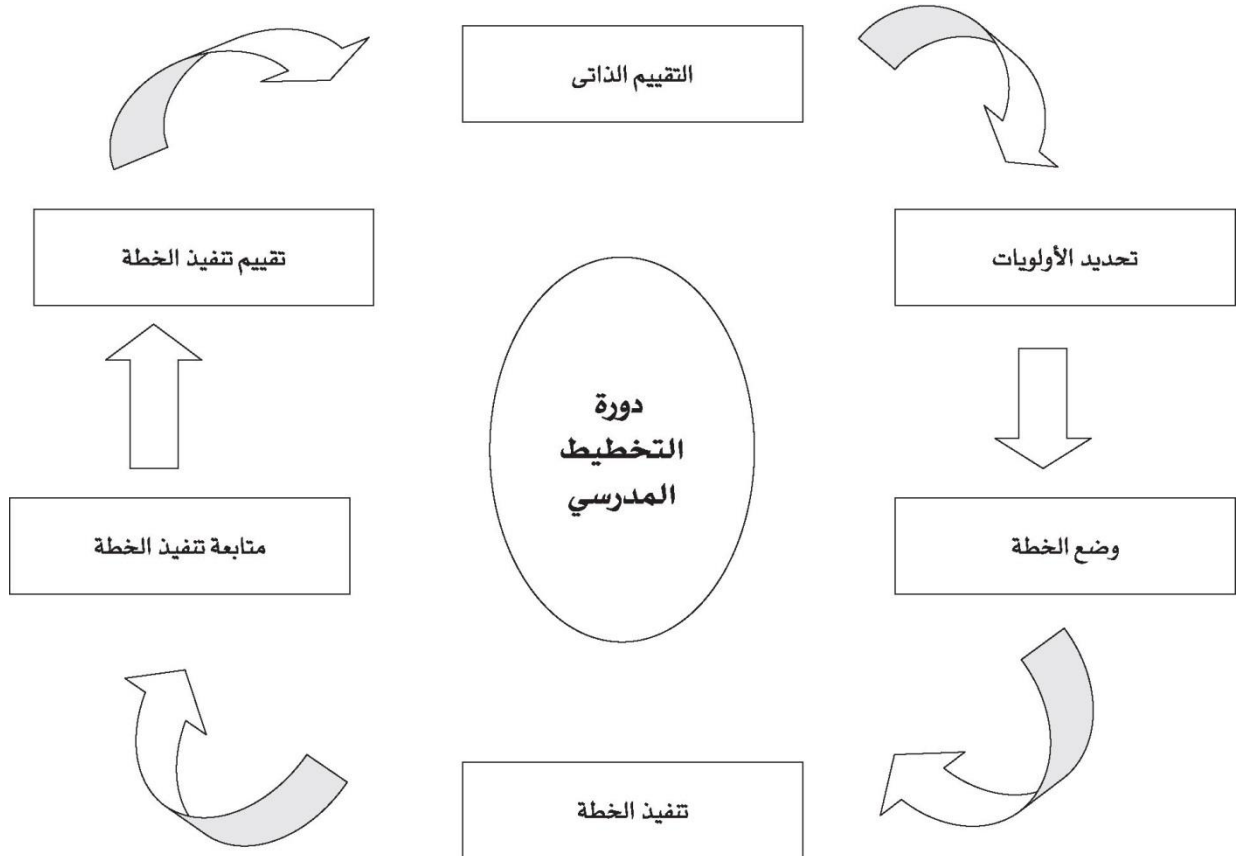 التقييم الذاتى
تحديد الأولويات
وضع الخطة
تنفيذ الخطة
متابعة تنفيذ الخطة
تقييم تنفيذ الخطة
دورة
التخطيط
المدرسي